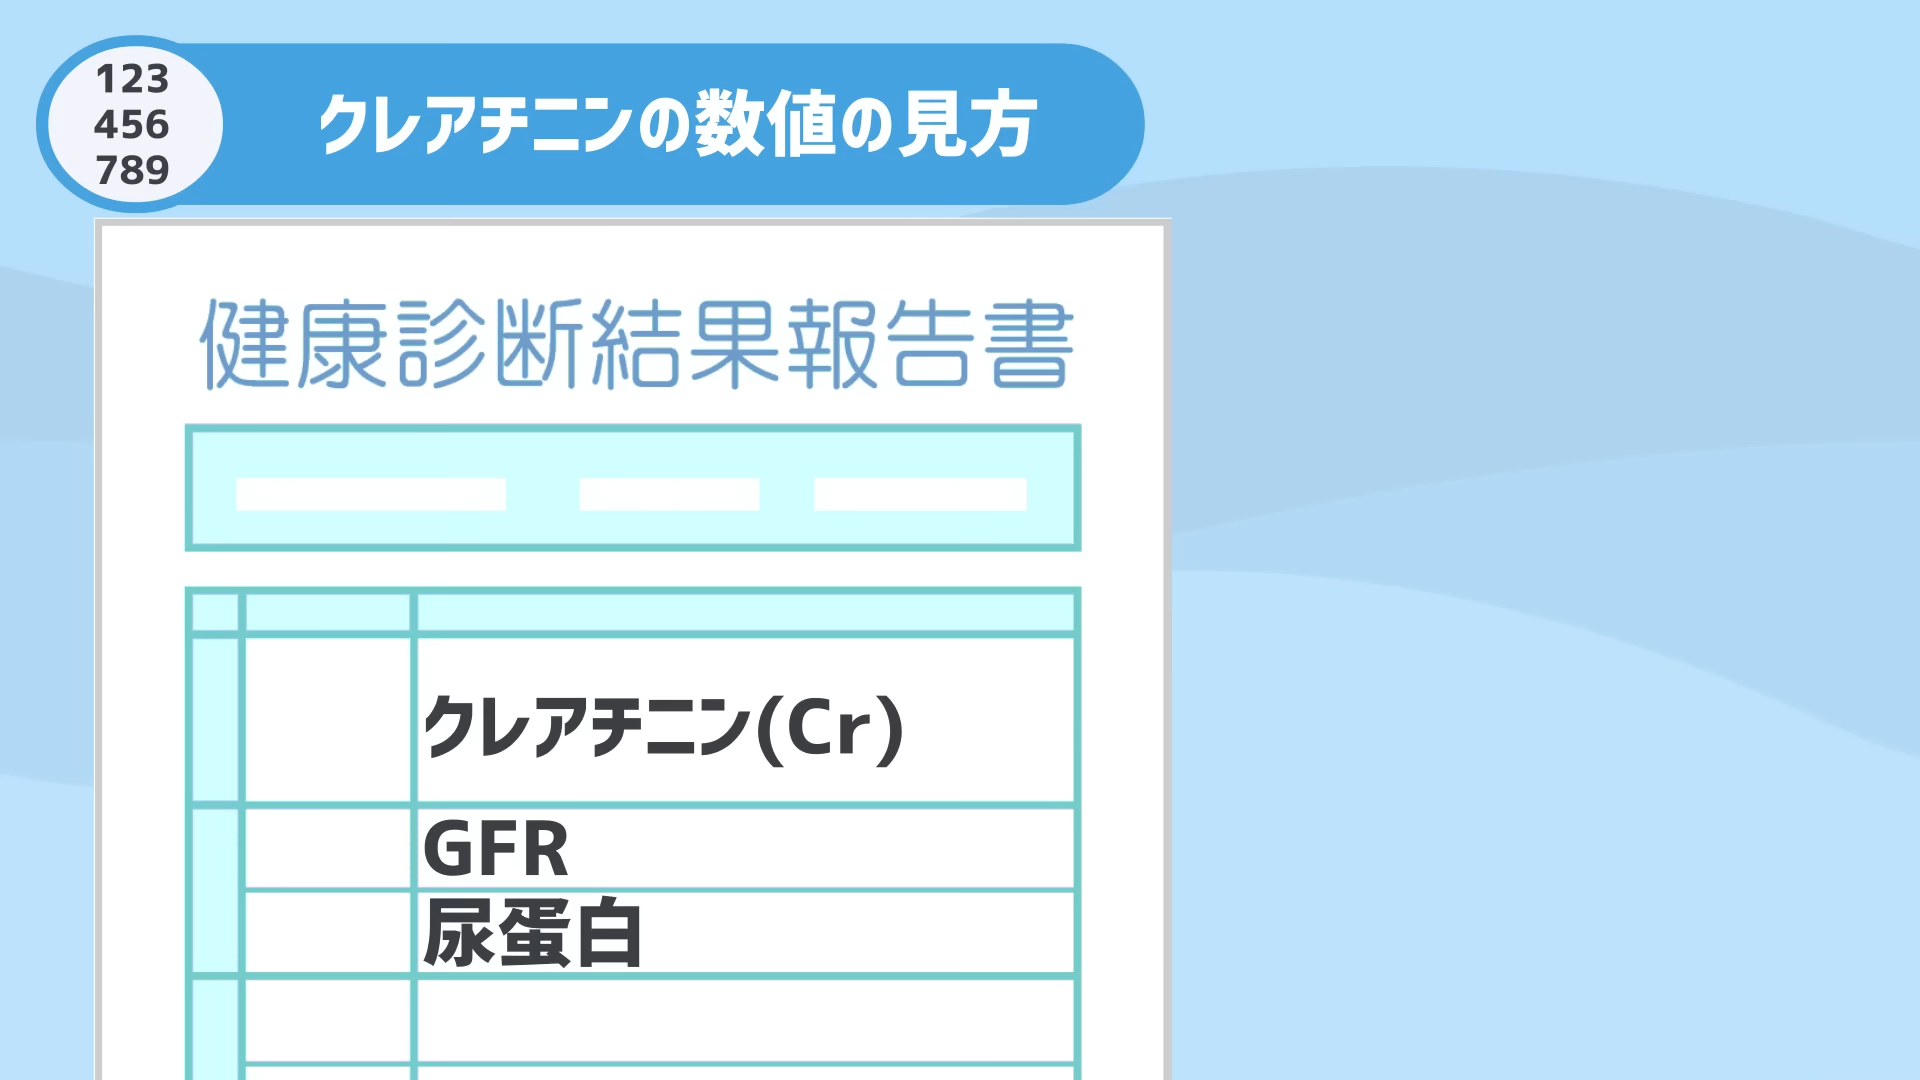 123
456
789
クレアチニンの数値の見方
健康診断結果報告書
クレアチニン(Cr)
GFR
尿蛋白